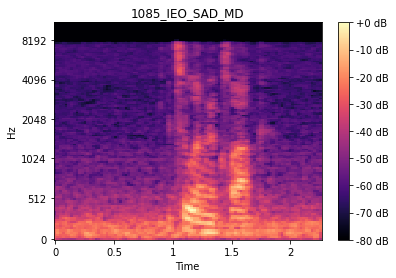 1085_IEO_SAD_MD
8192
4096
2048
1024
512
0
Hz
0
0.5
1
1.5
2
Time
+0 dB
-10 dB
-20 dB
-30 dB
-40 dB
-50 dB
-60 dB
-70 dB
-80 dB